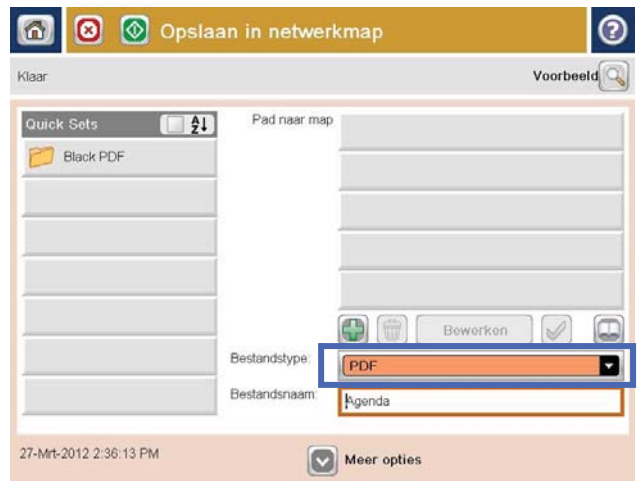 Opslaan in netwerkmap
?
Klaar
Voorbeeld
Quick Sets
A
Z
Pad naar map
Black PDF
Bewerken
Bestandstype:
PDF
Bestandsnaam:
Agenda
27-Mrt-2012 2:36:13 PM
Meer opties